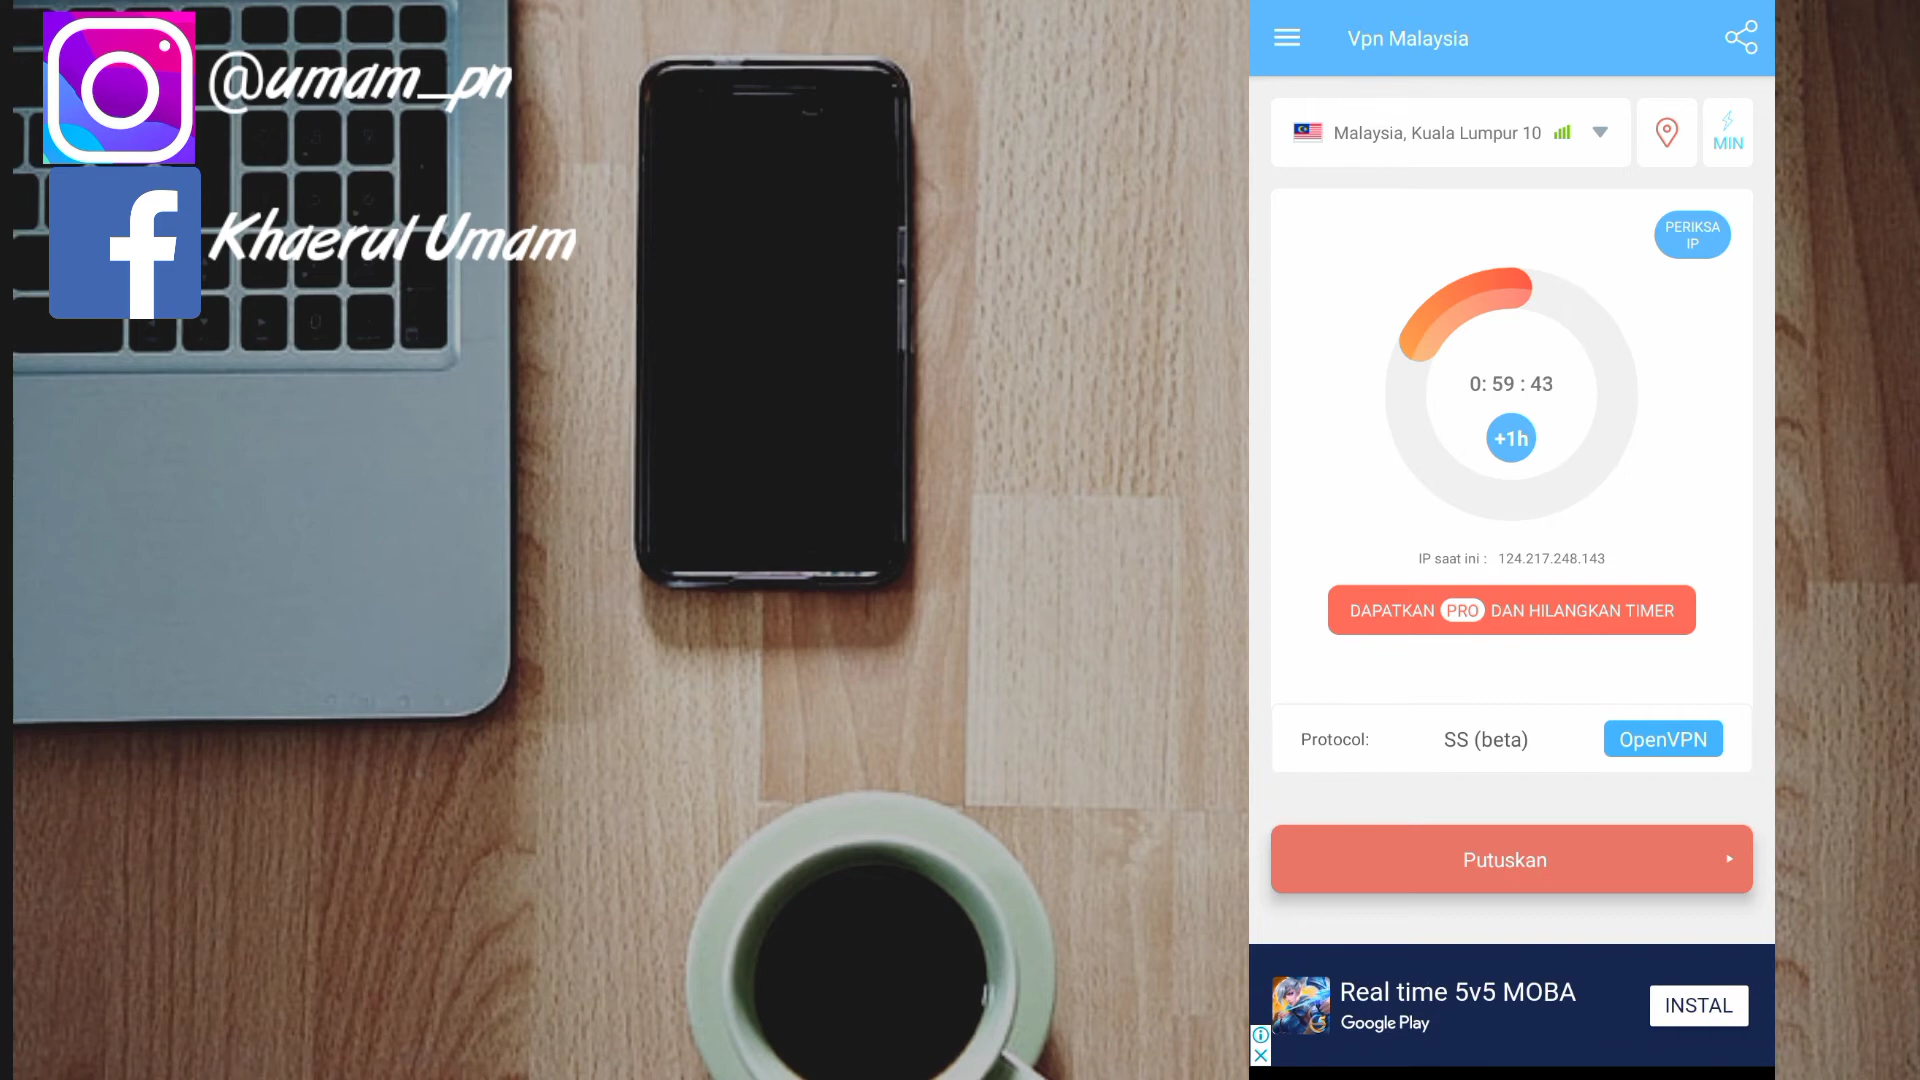 @umam_pn
Khaerul Umam
Vpn Malaysia
Malaysia, Kuala Lumpur 10
MIN
PERIKSA
IP
0: 59 : 43
+1h
IP saat ini : 124.217.248.143
DAPATKAN PRO DAN HILANGKAN TIMER
Protocol: SS (beta) OpenVPN
Putuskan
Real time 5v5 MOBA
Google Play
INSTAL